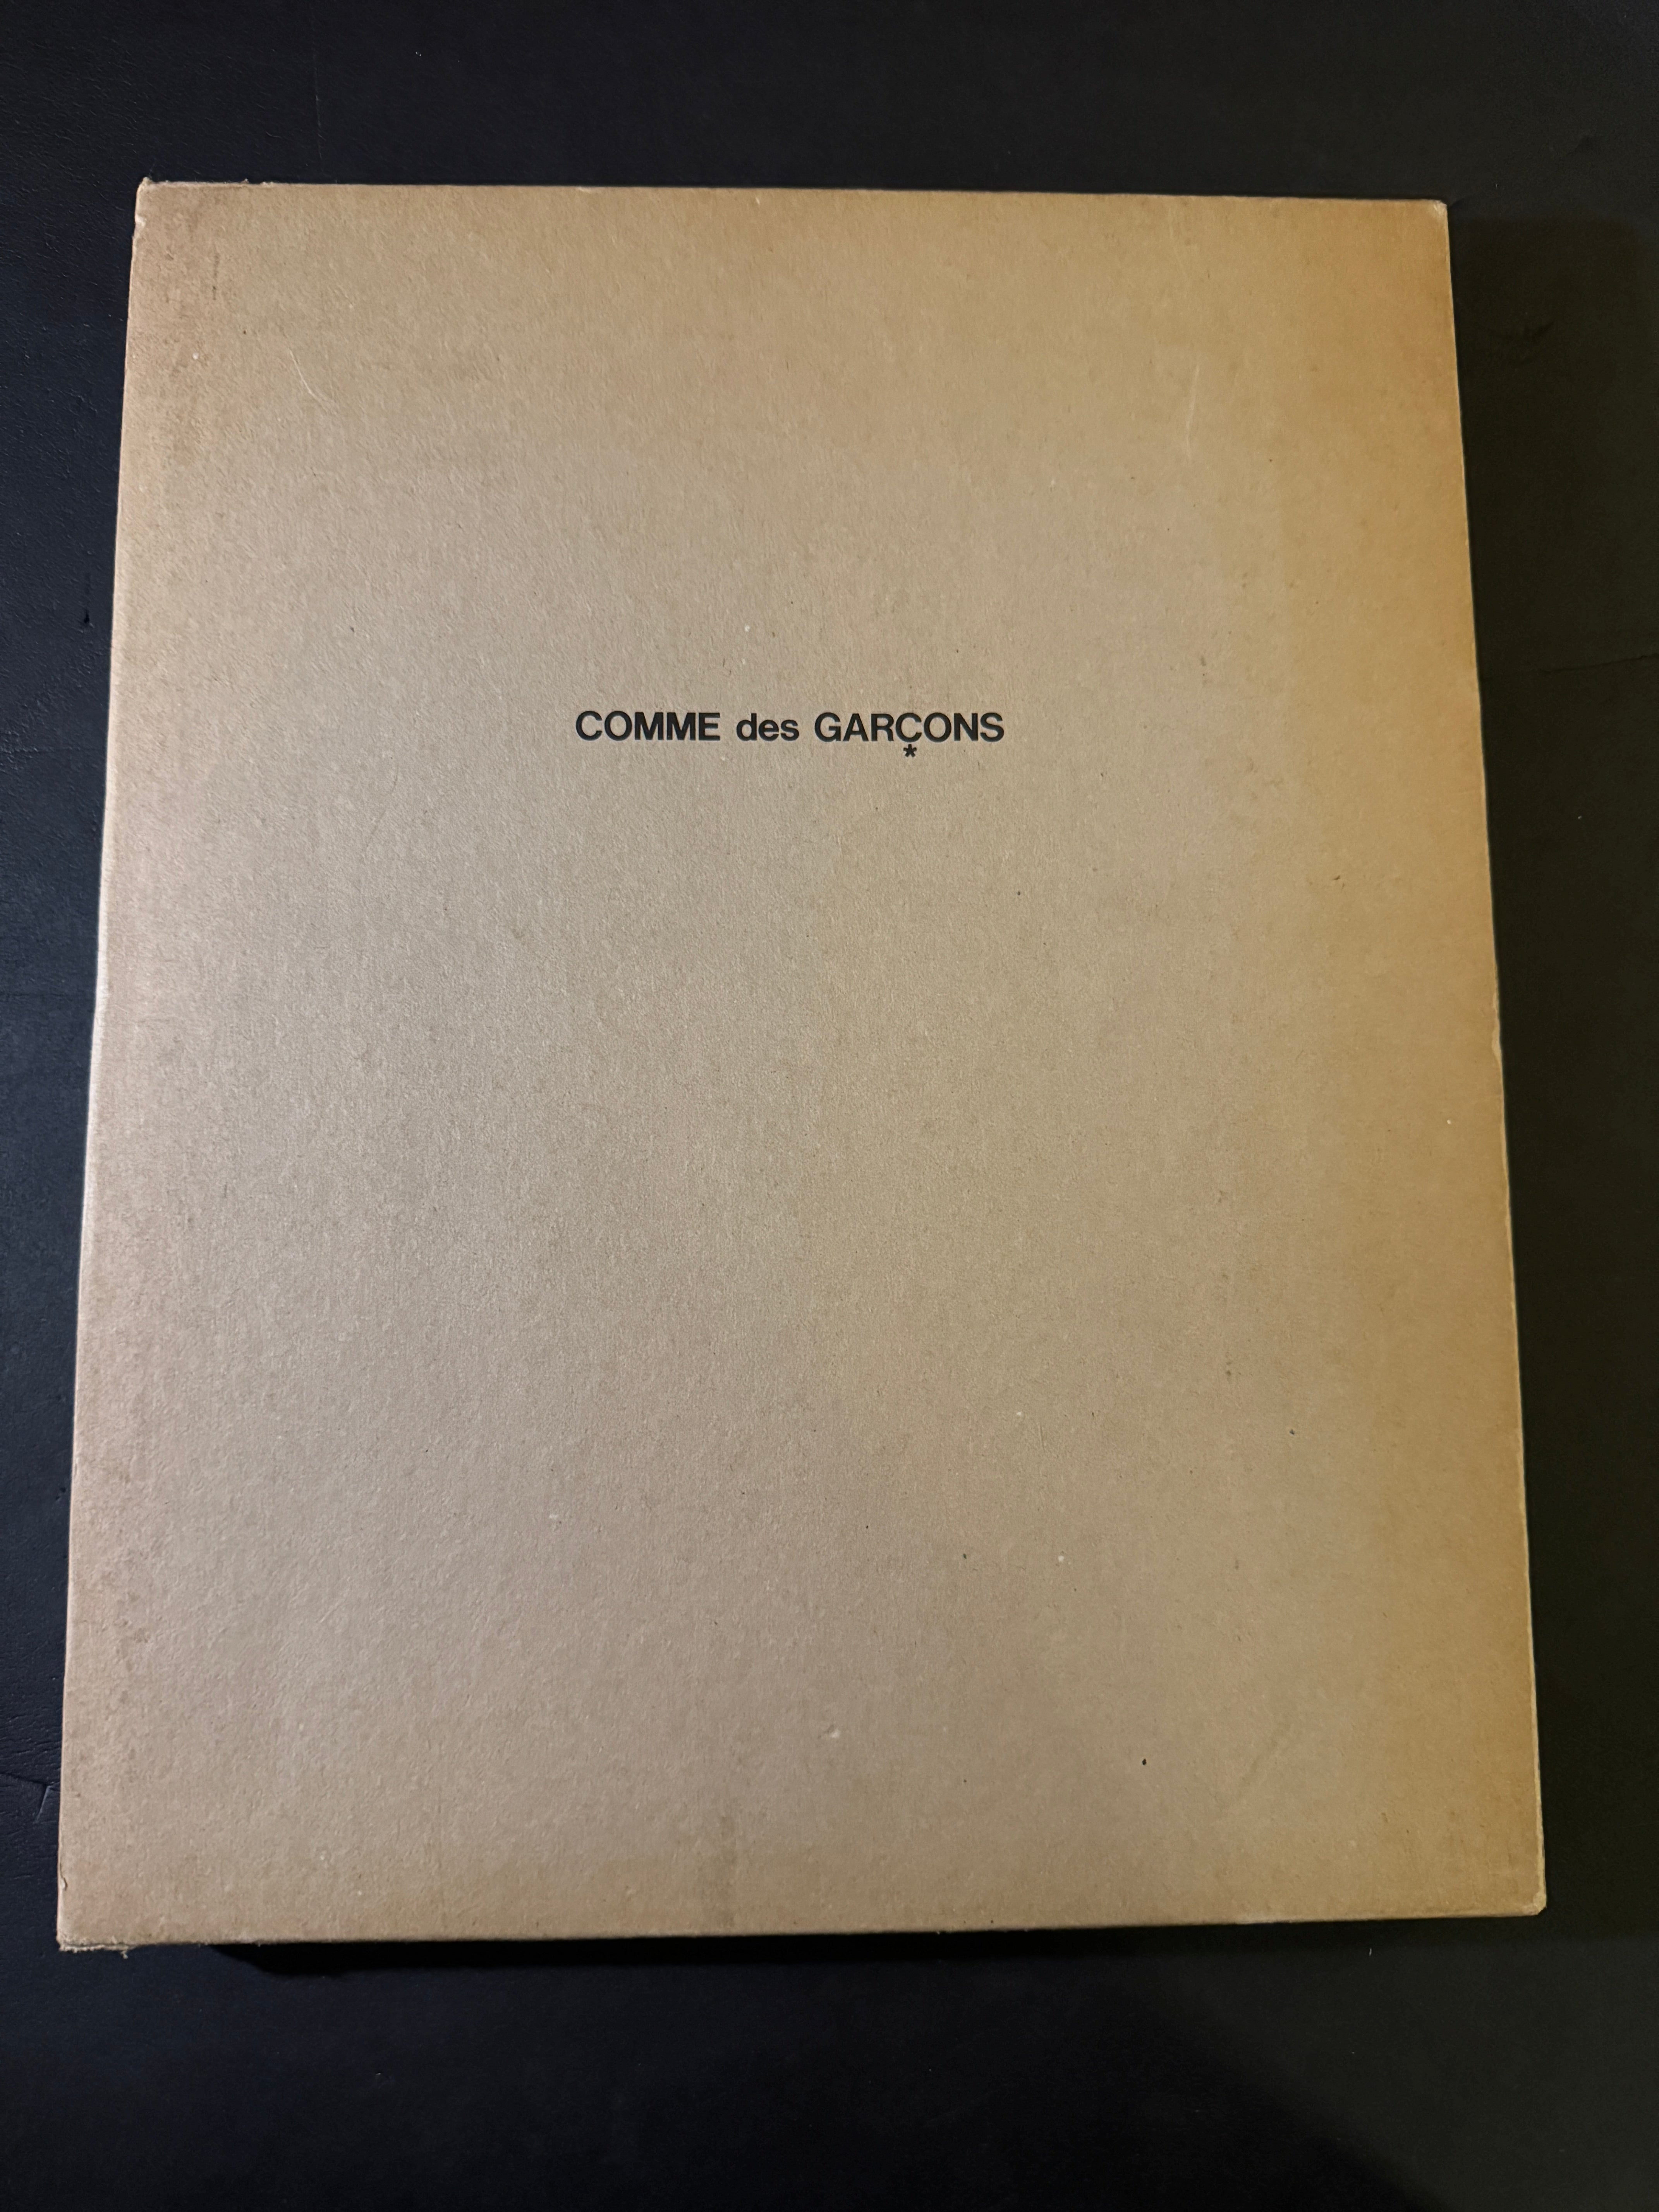 COMME des GARÇONS
*